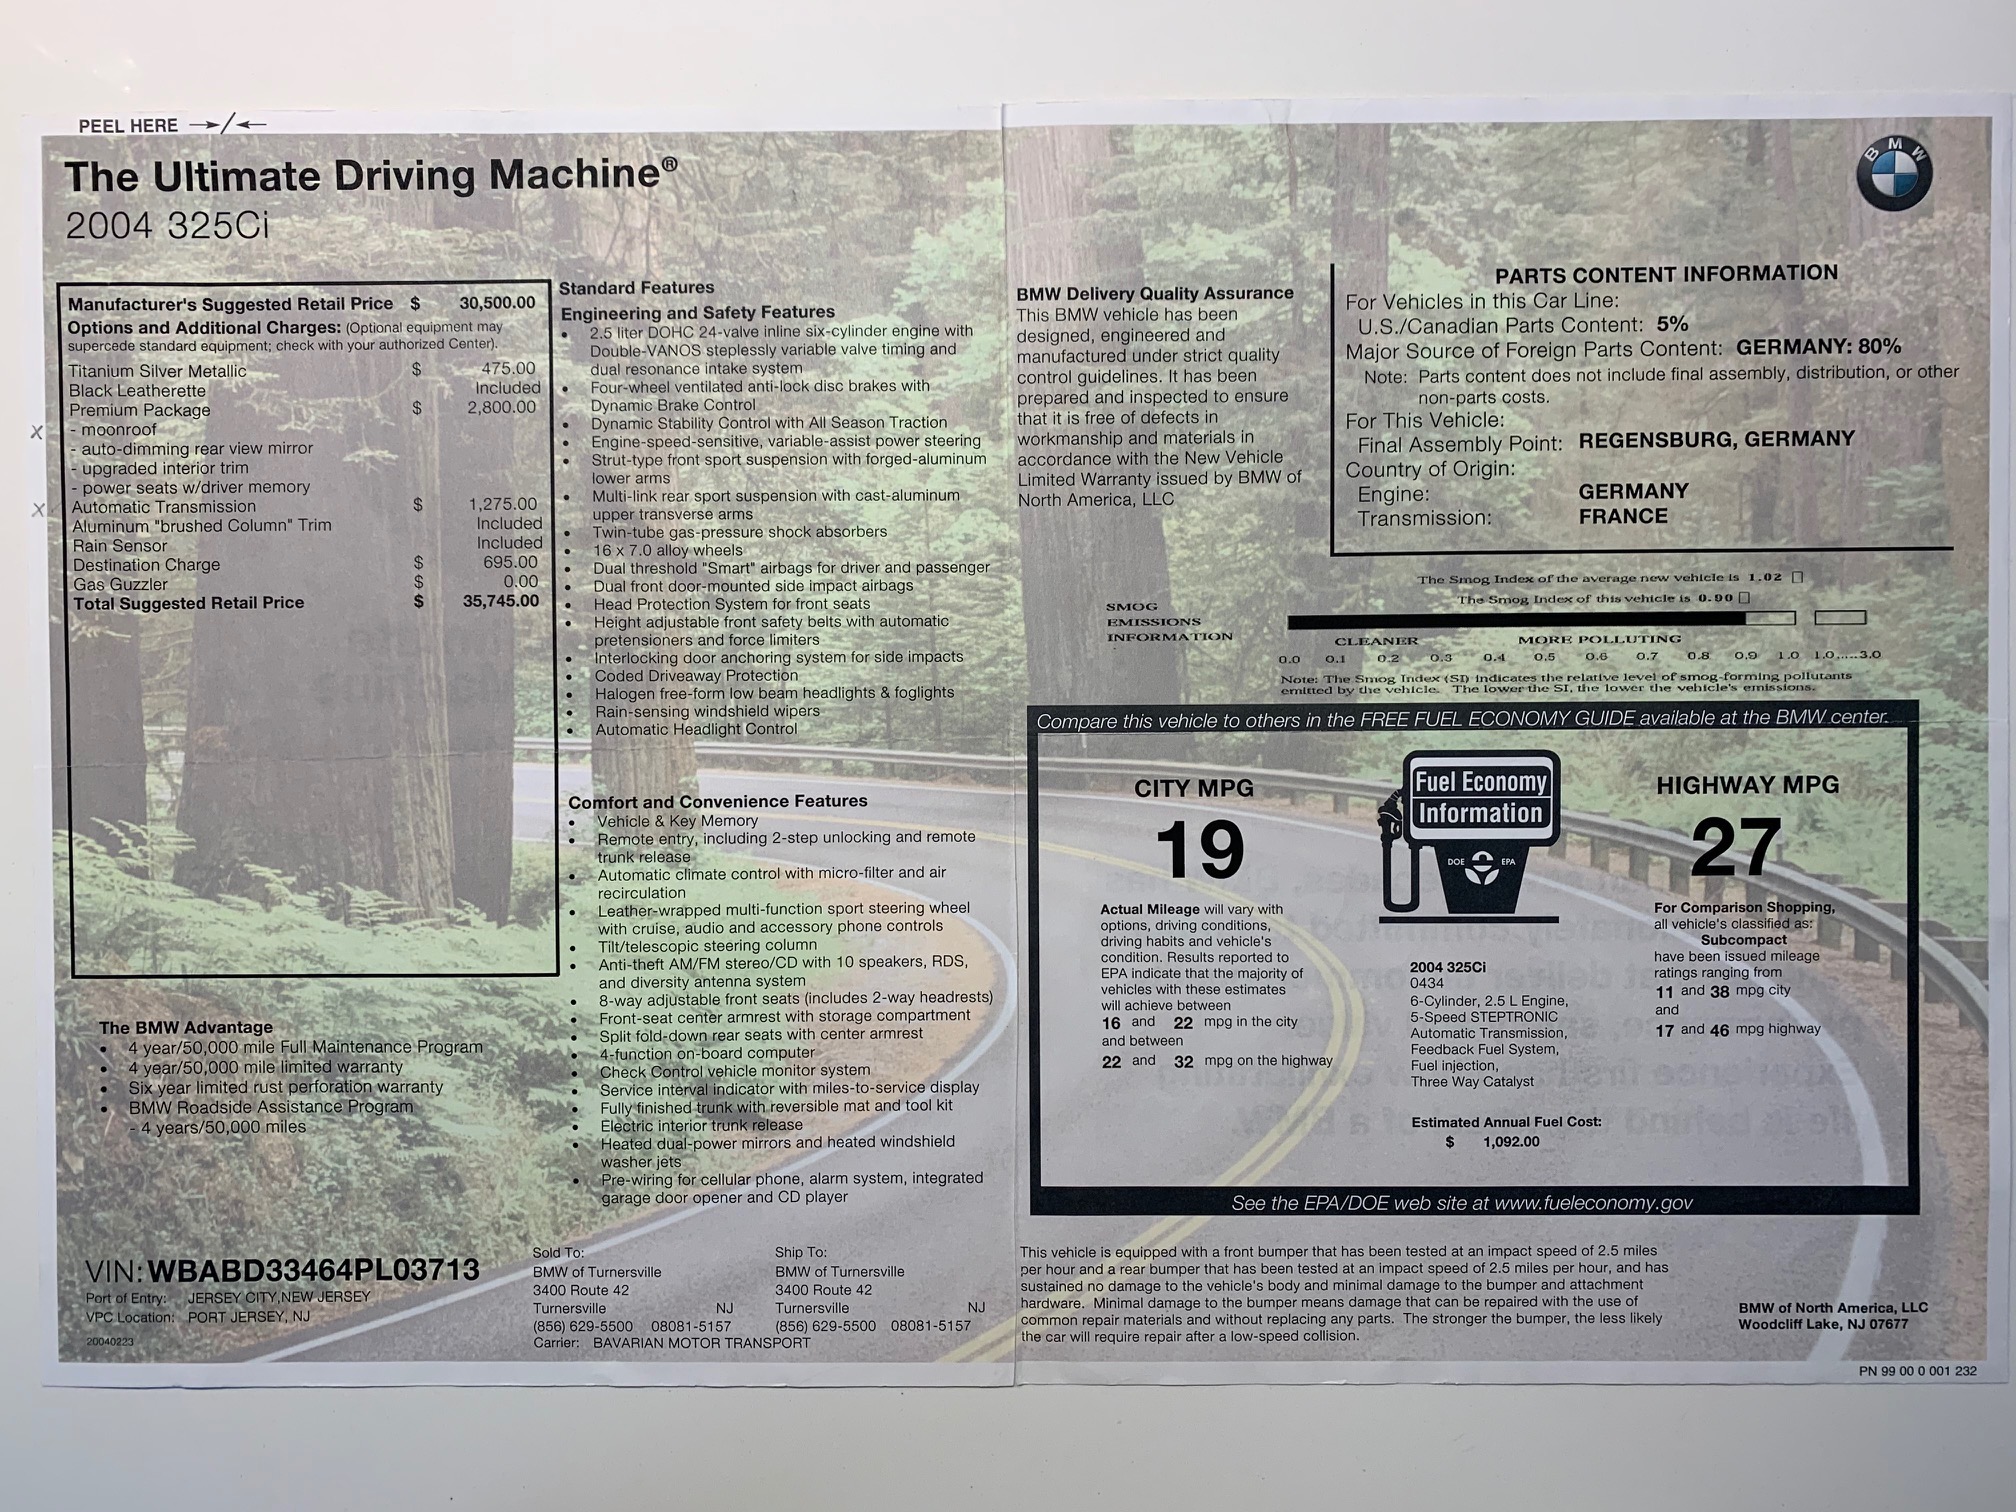 PEEL HERE →/←
The Ultimate Driving Machine®
2004 325Ci
Manufacturer's Suggested Retail Price $ 30,500.00
Options and Additional Charges: (Optional equipment may
supercede standard equipment; check with your authorized Center).
Titanium Silver Metallic $ 475.00
Black Leatherette Included
Premium Package $ 2,800.00
x - moonroof
- auto-dimming rear view mirror
- upgraded interior trim
- power seats w/driver memory
x Automatic Transmission $ 1,275.00
Aluminum "brushed Column" Trim Included
Rain Sensor Included
Destination Charge $ 695.00
Gas Guzzler $ 0.00
Total Suggested Retail Price $ 35,745.00
The BMW Advantage
• 4 year/50,000 mile Full Maintenance Program
• 4 year/50,000 mile limited warranty
• Six year limited rust perforation warranty
• BMW Roadside Assistance Program
- 4 years/50,000 miles
VIN: WBABD33464PL03713
Port of Entry: JERSEY CITY,NEW JERSEY
VPC Location: PORT JERSEY, NJ
20040223
Standard Features
Engineering and Safety Features
• 2.5 liter DOHC 24-valve inline six-cylinder engine with
Double-VANOS steplessly variable valve timing and
dual resonance intake system
• Four-wheel ventilated anti-lock disc brakes with
Dynamic Brake Control
• Dynamic Stability Control with All Season Traction
• Engine-speed-sensitive, variable-assist power steering
• Strut-type front sport suspension with forged-aluminum
lower arms
• Multi-link rear sport suspension with cast-aluminum
upper transverse arms
• Twin-tube gas-pressure shock absorbers
• 16 x 7.0 alloy wheels
• Dual threshold "Smart" airbags for driver and passenger
• Dual front door-mounted side impact airbags
• Head Protection System for front seats
• Height adjustable front safety belts with automatic
pretensioners and force limiters
• Interlocking door anchoring system for side impacts
• Coded Driveaway Protection
• Halogen free-form low beam headlights & foglights
• Rain-sensing windshield wipers
• Automatic Headlight Control
Comfort and Convenience Features
• Vehicle & Key Memory
• Remote entry, including 2-step unlocking and remote
trunk release
• Automatic climate control with micro-filter and air
recirculation
• Leather-wrapped multi-function sport steering wheel
with cruise, audio and accessory phone controls
• Tilt/telescopic steering column
• Anti-theft AM/FM stereo/CD with 10 speakers, RDS,
and diversity antenna system
• 8-way adjustable front seats (includes 2-way headrests)
• Front-seat center armrest with storage compartment
• Split fold-down rear seats with center armrest
• 4-function on-board computer
• Check Control vehicle monitor system
• Service interval indicator with miles-to-service display
• Fully finished trunk with reversible mat and tool kit
• Electric interior trunk release
• Heated dual-power mirrors and heated windshield
washer jets
• Pre-wiring for cellular phone, alarm system, integrated
garage door opener and CD player
Sold To: Ship To:
BMW of Turnersville BMW of Turnersville
3400 Route 42 3400 Route 42
Turnersville NJ Turnersville NJ
(856) 629-5500 08081-5157 (856) 629-5500 08081-5157
Carrier: BAVARIAN MOTOR TRANSPORT
BMW
BMW Delivery Quality Assurance
This BMW vehicle has been
designed, engineered and
manufactured under strict quality
control guidelines. It has been
prepared and inspected to ensure
that it is free of defects in
workmanship and materials in
accordance with the New Vehicle
Limited Warranty issued by BMW of
North America, LLC
PARTS CONTENT INFORMATION
For Vehicles in this Car Line:
U.S./Canadian Parts Content: 5%
Major Source of Foreign Parts Content: GERMANY: 80%
Note: Parts content does not include final assembly, distribution, or other
non-parts costs.
For This Vehicle:
Final Assembly Point: REGENSBURG, GERMANY
Country of Origin:
Engine: GERMANY
Transmission: FRANCE
The Smog Index of the average new vehicle is 1.02
The Smog Index of this vehicle is 0.90
SMOG
EMISSIONS
INFORMATION
CLEANER MORE POLLUTING
0.0 0.1 0.2 0.3 0.4 0.5 0.6 0.7 0.8 0.9 1.0 1.0.....3.0
Note: The Smog Index (SI) indicates the relative level of smog-forming pollutants
emitted by the vehicle. The lower the SI, the lower the vehicle's emissions.
Compare this vehicle to others in the FREE FUEL ECONOMY GUIDE available at the BMW center.
CITY MPG
19
Actual Mileage will vary with
options, driving conditions,
driving habits and vehicle's
condition. Results reported to
EPA indicate that the majority of
vehicles with these estimates
will achieve between
16 and 22 mpg in the city
and between
22 and 32 mpg on the highway
Fuel Economy
Information
DOE EPA
2004 325Ci
0434
6-Cylinder, 2.5 L Engine,
5-Speed STEPTRONIC
Automatic Transmission,
Feedback Fuel System,
Fuel injection,
Three Way Catalyst
Estimated Annual Fuel Cost:
$ 1,092.00
HIGHWAY MPG
27
For Comparison Shopping,
all vehicle's classified as:
Subcompact
have been issued mileage
ratings ranging from
11 and 38 mpg city
and
17 and 46 mpg highway
See the EPA/DOE web site at www.fueleconomy.gov
This vehicle is equipped with a front bumper that has been tested at an impact speed of 2.5 miles
per hour and a rear bumper that has been tested at an impact speed of 2.5 miles per hour, and has
sustained no damage to the vehicle's body and minimal damage to the bumper and attachment
hardware. Minimal damage to the bumper means damage that can be repaired with the use of
common repair materials and without replacing any parts. The stronger the bumper, the less likely
the car will require repair after a low-speed collision.
BMW of North America, LLC
Woodcliff Lake, NJ 07677
PN 99 00 0 001 232